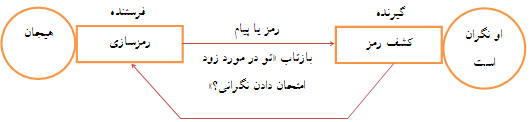 فرستنده
گیرنده
هیجان
رمزسازی
رمز یا پیام
کشف رمز
او نگران
است
بازتاب «تو در مورد زود
امتحان دادن نگرانی؟»